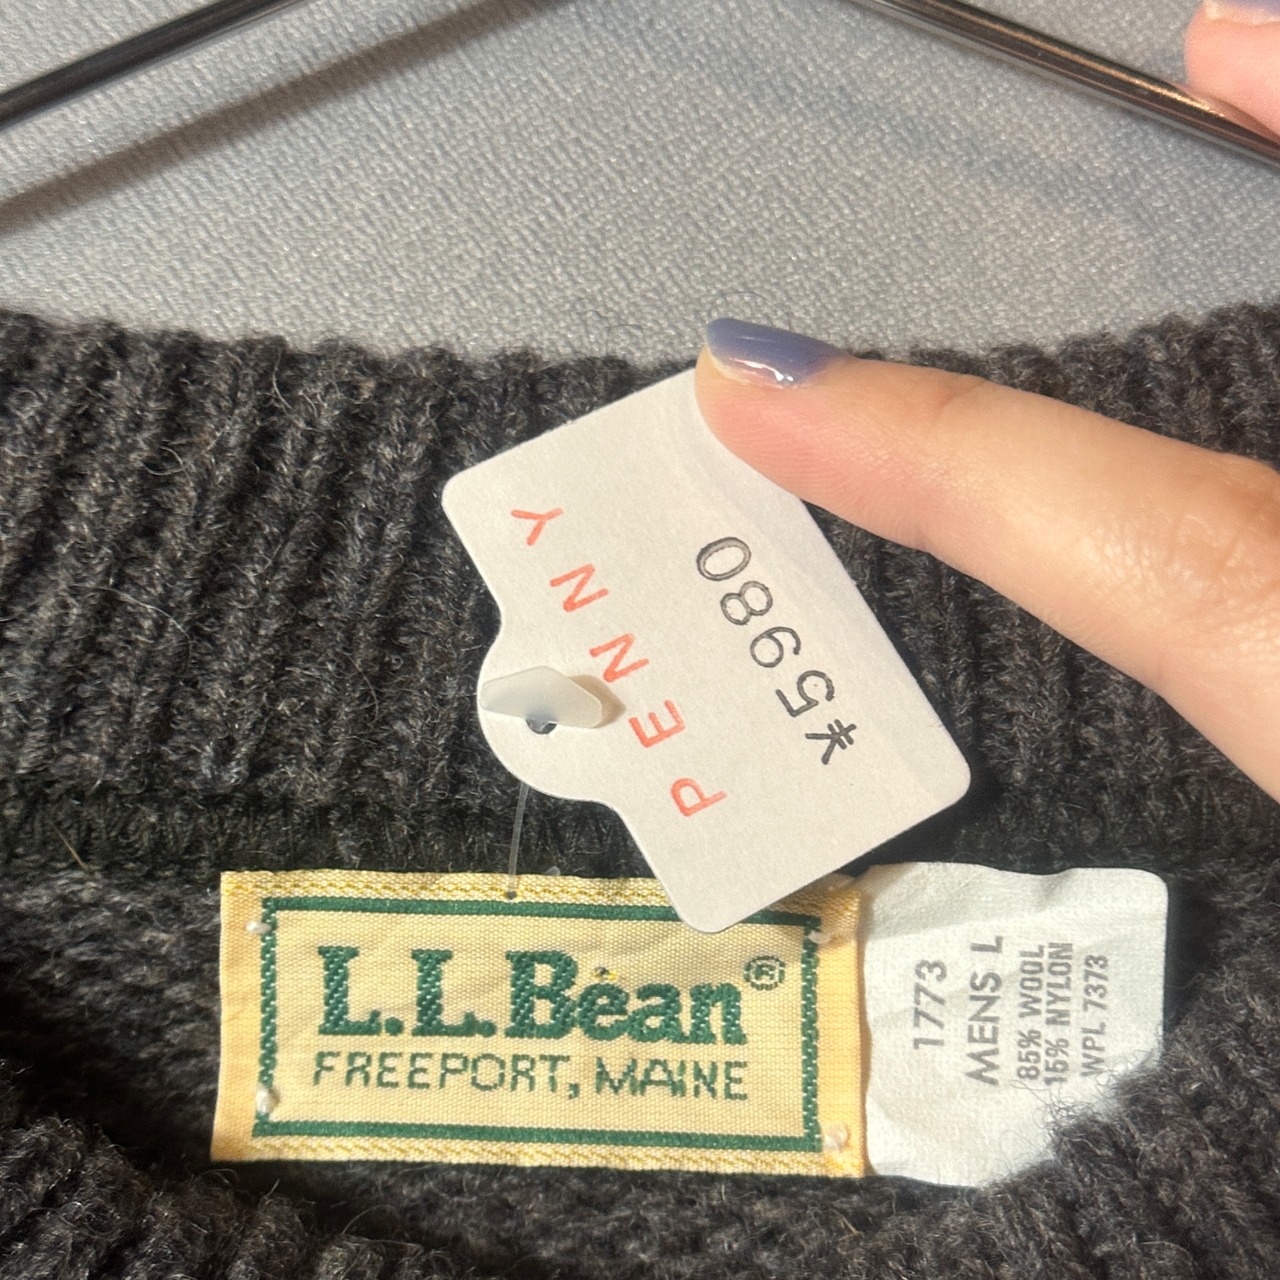 PENNY
¥5980
L.L.Bean®
FREEPORT, MAINE
1773
MENS L
85% WOOL
15% NYLON
WPL 7373